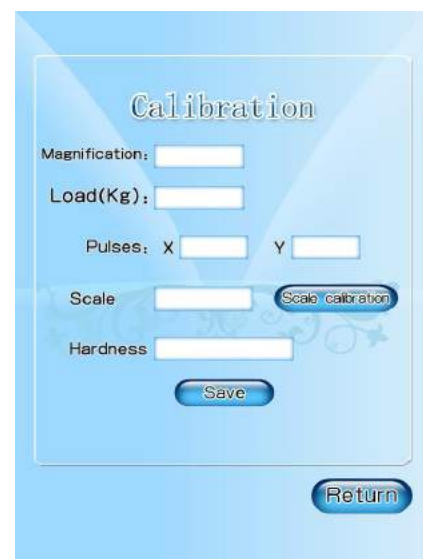 Calibration
Magnification:
Load(Kg):
Pulses: X Y
Scale Scale calibration
Hardness
Save
Return